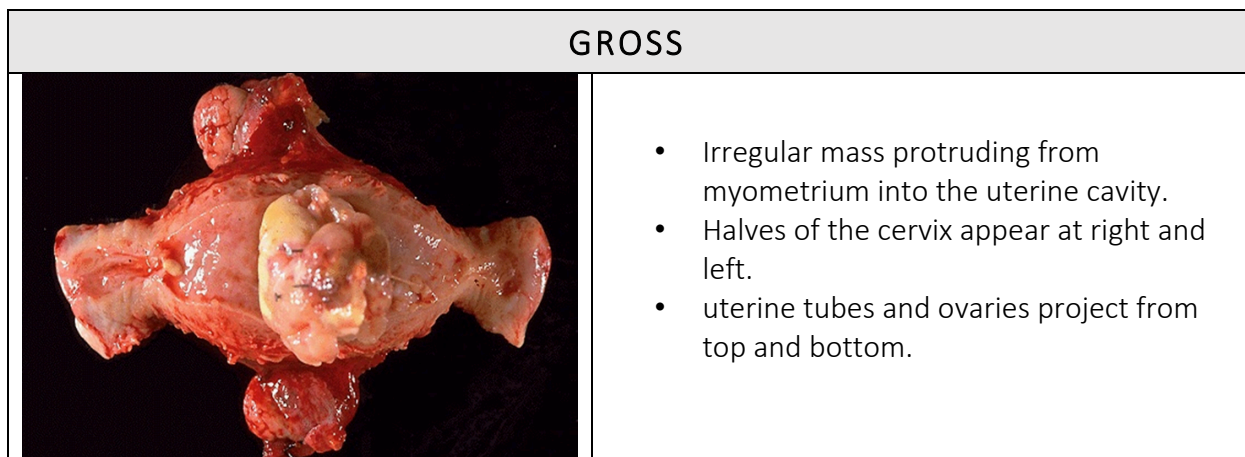 GROSS
• Irregular mass protruding from
myometrium into the uterine cavity.
• Halves of the cervix appear at right and
left.
• uterine tubes and ovaries project from
top and bottom.